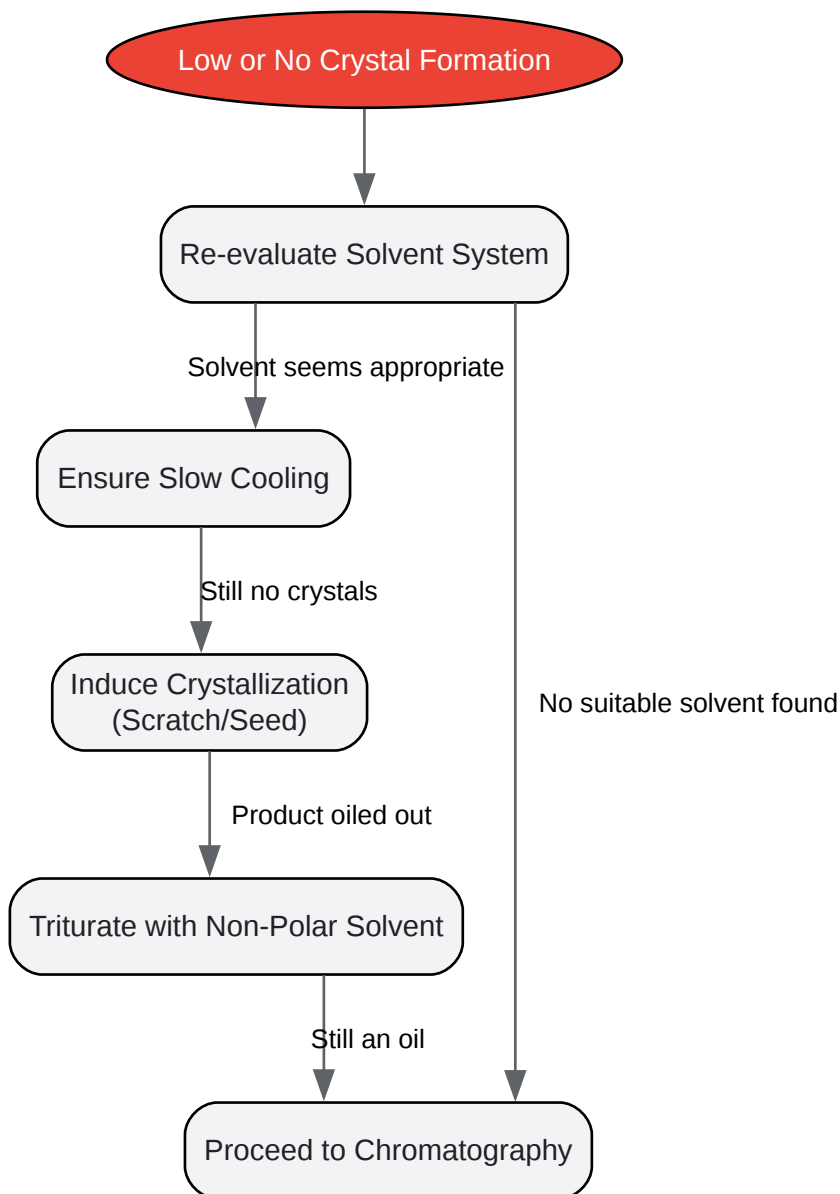 Low or No Crystal Formation
Re-evaluate Solvent System
Solvent seems appropriate
Ensure Slow Cooling
Still no crystals
Induce Crystallization
(Scratch/Seed)
No suitable solvent found
Product oiled out
Triturate with Non-Polar Solvent
Still an oil
Proceed to Chromatography